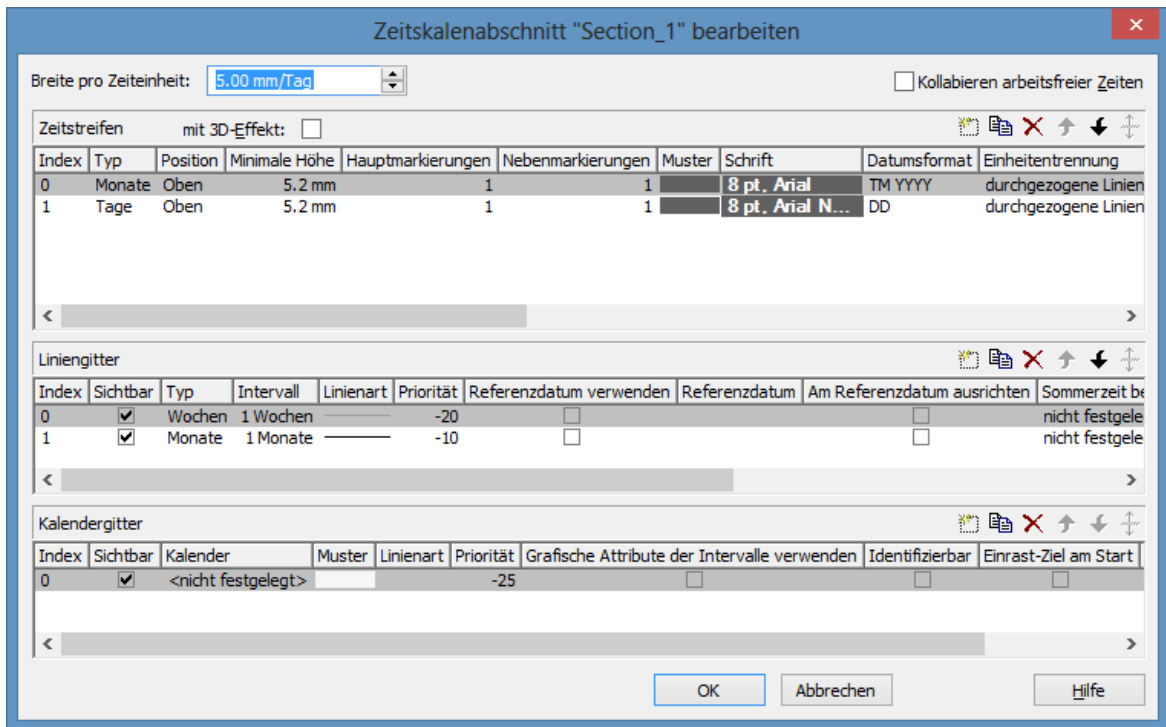 Zeitskalenabschnitt "Section_1" bearbeiten
Breite pro Zeiteinheit: 5.00 mm/Tag Kollabieren arbeitsfreier Zeiten
Zeitstreifen mit 3D-Effekt:
Index Typ Position Minimale Höhe Hauptmarkierungen Nebenmarkierungen Muster Schrift Datumsformat Einheitentrennung
0 Monate Oben 5.2 mm 1 1 8 pt, Arial TM YYYY durchgezogene Linien
1 Tage Oben 5.2 mm 1 1 8 pt, Arial N... DD durchgezogene Linien
Liniengitter
Index Sichtbar Typ Intervall Linienart Priorität Referenzdatum verwenden Referenzdatum Am Referenzdatum ausrichten Sommerzeit be
0 Wochen 1 Wochen -20 nicht festgele
1 Monate 1 Monate -10 nicht festgele
Kalendergitter
Index Sichtbar Kalender Muster Linienart Priorität Grafische Attribute der Intervalle verwenden Identifizierbar Einrast-Ziel am Start
0 <nicht festgelegt> -25
OK Abbrechen Hilfe